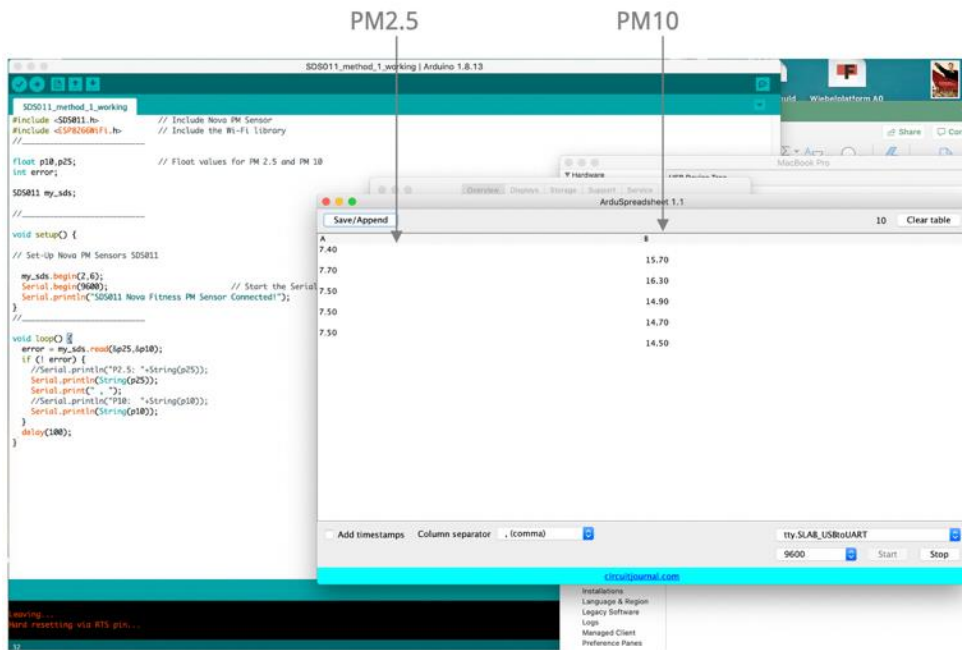 PM2.5
PM10
SDS011_method_1_working | Arduino 1.8.13
SDS011_method_1_working
#include <SDS011.h> // Include Nova PM Sensor
#include <ESP8266WiFi.h> // Include the Wi-Fi library
//
float p10,p25; // Float values for PM 2.5 and PM 10
int error;
SDS011 my_sds;
//
void setup() {
// Set-Up Nova PM Sensors SDS011
my_sds.begin(2,6);
Serial.begin(9600); // Start the Serial
Serial.println("SDS011 Nova Fitness PM Sensor Connected!");
}
//
void loop() {
error = my_sds.read(&p25,&p10);
if (! error) {
//Serial.println("P2.5: "+String(p25));
Serial.println(String(p25));
Serial.print(" , ");
//Serial.println("P10: "+String(p10));
Serial.println(String(p10));
}
delay(100);
}
Leaving...
Hard resetting via RTS pin...
32
Wiebelplatform A0
Share
MacBook Pro
Hardware
USB Device Tree
Overview Displays Storage Support Service
ArduSpreadsheet 1.1
Save/Append
10
Clear table
A
B
7.40
15.70
7.70
16.30
7.50
14.90
7.50
14.70
7.50
14.50
Add timestamps
Column separator
, (comma)
tty.SLAB_USBtoUART
9600
Start
Stop
circuitjournal.com
Installations
Language & Region
Legacy Software
Logs
Managed Client
Preference Panes